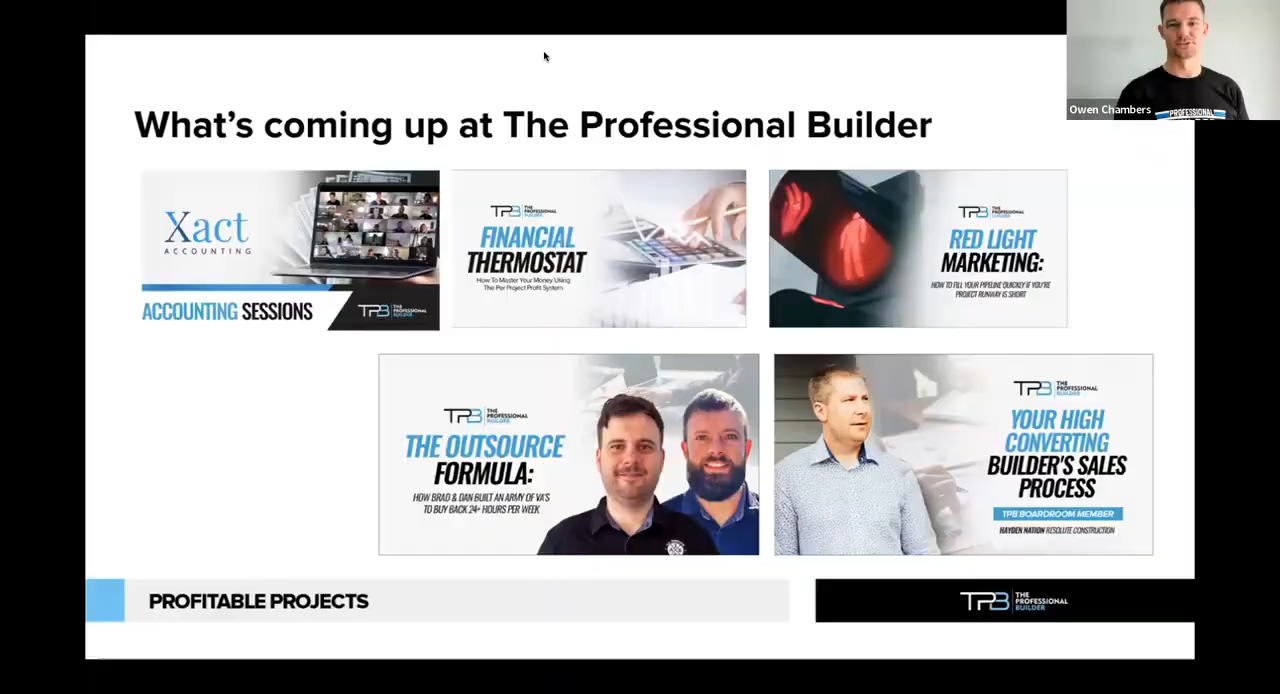 Owen Chambers
PROFESSIONAL
What's coming up at The Professional Builder
Xact
ACCOUNTING
ACCOUNTING SESSIONS
TPB THE
PROFESSIONAL
BUILDER
TPB THE
PROFESSIONAL
BUILDER
FINANCIAL
THERMOSTAT
How To Master Your Money Using
The Per Project Profit System
TPB THE
PROFESSIONAL
BUILDER
RED LIGHT
MARKETING:
HOW TO FILL YOUR PIPELINE QUICKLY IF YOU'RE
PROJECT RUNWAY IS SHORT
TPB THE
PROFESSIONAL
BUILDER
THE OUTSOURCE
FORMULA:
HOW BRAD & DAN BUILT AN ARMY OF VA'S
TO BUY BACK 24+ HOURS PER WEEK
TPB THE
PROFESSIONAL
BUILDER
YOUR HIGH
CONVERTING
BUILDER'S SALES
PROCESS
TPB BOARDROOM MEMBER
HAYDEN NATION RESOLUTE CONSTRUCTION
PROFITABLE PROJECTS
TPB THE
PROFESSIONAL
BUILDER